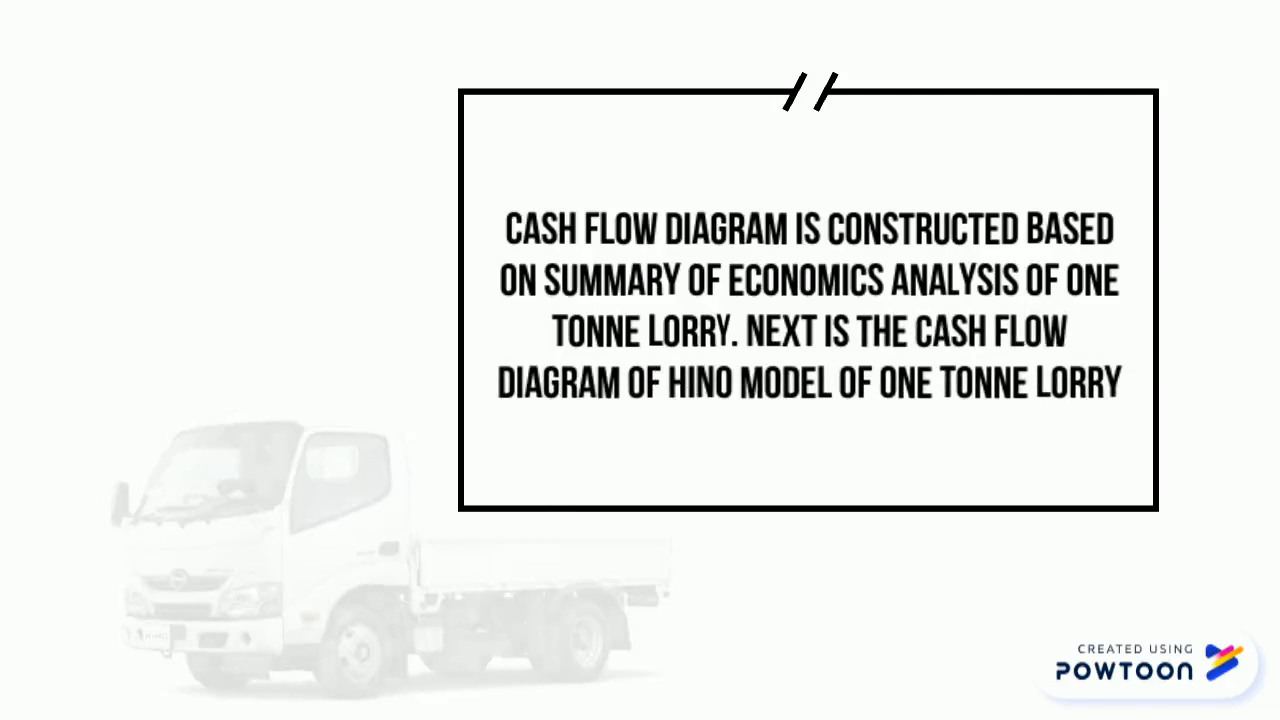 CASH FLOW DIAGRAM IS CONSTRUCTED BASED
ON SUMMARY OF ECONOMICS ANALYSIS OF ONE
TONNE LORRY. NEXT IS THE CASH FLOW
DIAGRAM OF HINO MODEL OF ONE TONNE LORRY
HINO
CREATED USING
POWTOON